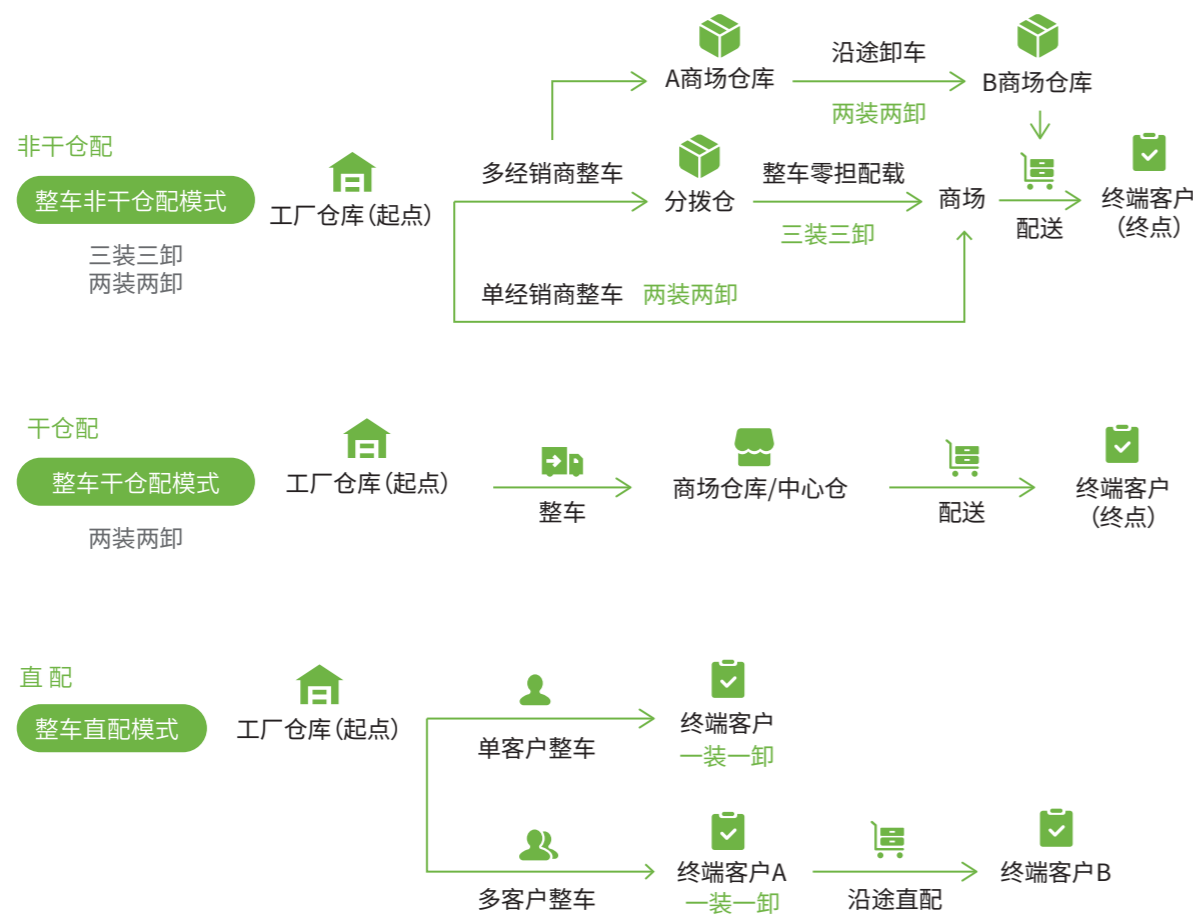 非干仓配
整车非干仓配模式
三装三卸
两装两卸
工厂仓库（起点）
多经销商整车
A商场仓库
沿途卸车
两装两卸
B商场仓库
分拨仓
整车零担配载
三装三卸
商场
配送
终端客户
（终点）
单经销商整车
两装两卸
干仓配
整车干仓配模式
两装两卸
工厂仓库（起点）
整车
商场仓库/中心仓
配送
终端客户
（终点）
直配
整车直配模式
工厂仓库（起点）
单客户整车
终端客户
一装一卸
多客户整车
终端客户A
一装一卸
沿途直配
终端客户B